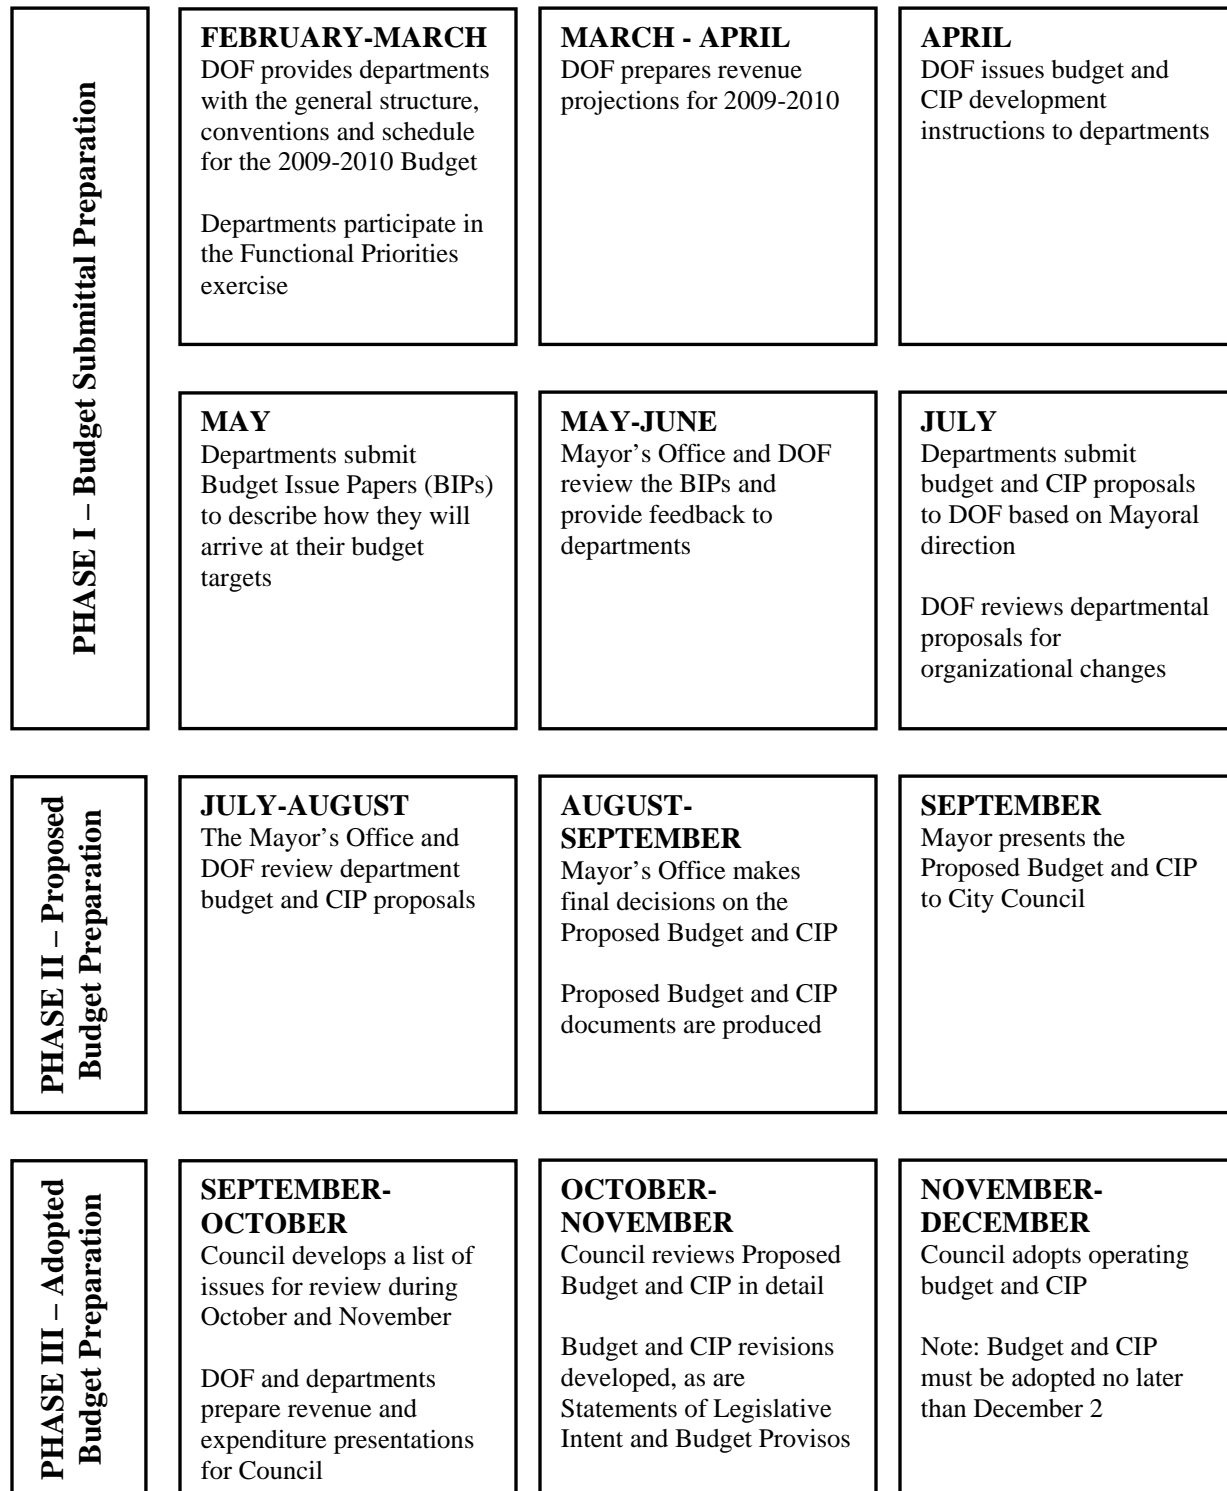 PHASE I – Budget Submittal Preparation
FEBRUARY-MARCH
DOF provides departments
with the general structure,
conventions and schedule
for the 2009-2010 Budget
Departments participate in
the Functional Priorities
exercise
MARCH - APRIL
DOF prepares revenue
projections for 2009-2010
APRIL
DOF issues budget and
CIP development
instructions to departments
MAY
Departments submit
Budget Issue Papers (BIPs)
to describe how they will
arrive at their budget
targets
MAY-JUNE
Mayor’s Office and DOF
review the BIPs and
provide feedback to
departments
JULY
Departments submit
budget and CIP proposals
to DOF based on Mayoral
direction
DOF reviews departmental
proposals for
organizational changes
PHASE II – Proposed
Budget Preparation
JULY-AUGUST
The Mayor’s Office and
DOF review department
budget and CIP proposals
AUGUST-
SEPTEMBER
Mayor’s Office makes
final decisions on the
Proposed Budget and CIP
Proposed Budget and CIP
documents are produced
SEPTEMBER
Mayor presents the
Proposed Budget and CIP
to City Council
PHASE III – Adopted
Budget Preparation
SEPTEMBER-
OCTOBER
Council develops a list of
issues for review during
October and November
DOF and departments
prepare revenue and
expenditure presentations
for Council
OCTOBER-
NOVEMBER
Council reviews Proposed
Budget and CIP in detail
Budget and CIP revisions
developed, as are
Statements of Legislative
Intent and Budget Provisos
NOVEMBER-
DECEMBER
Council adopts operating
budget and CIP
Note: Budget and CIP
must be adopted no later
than December 2